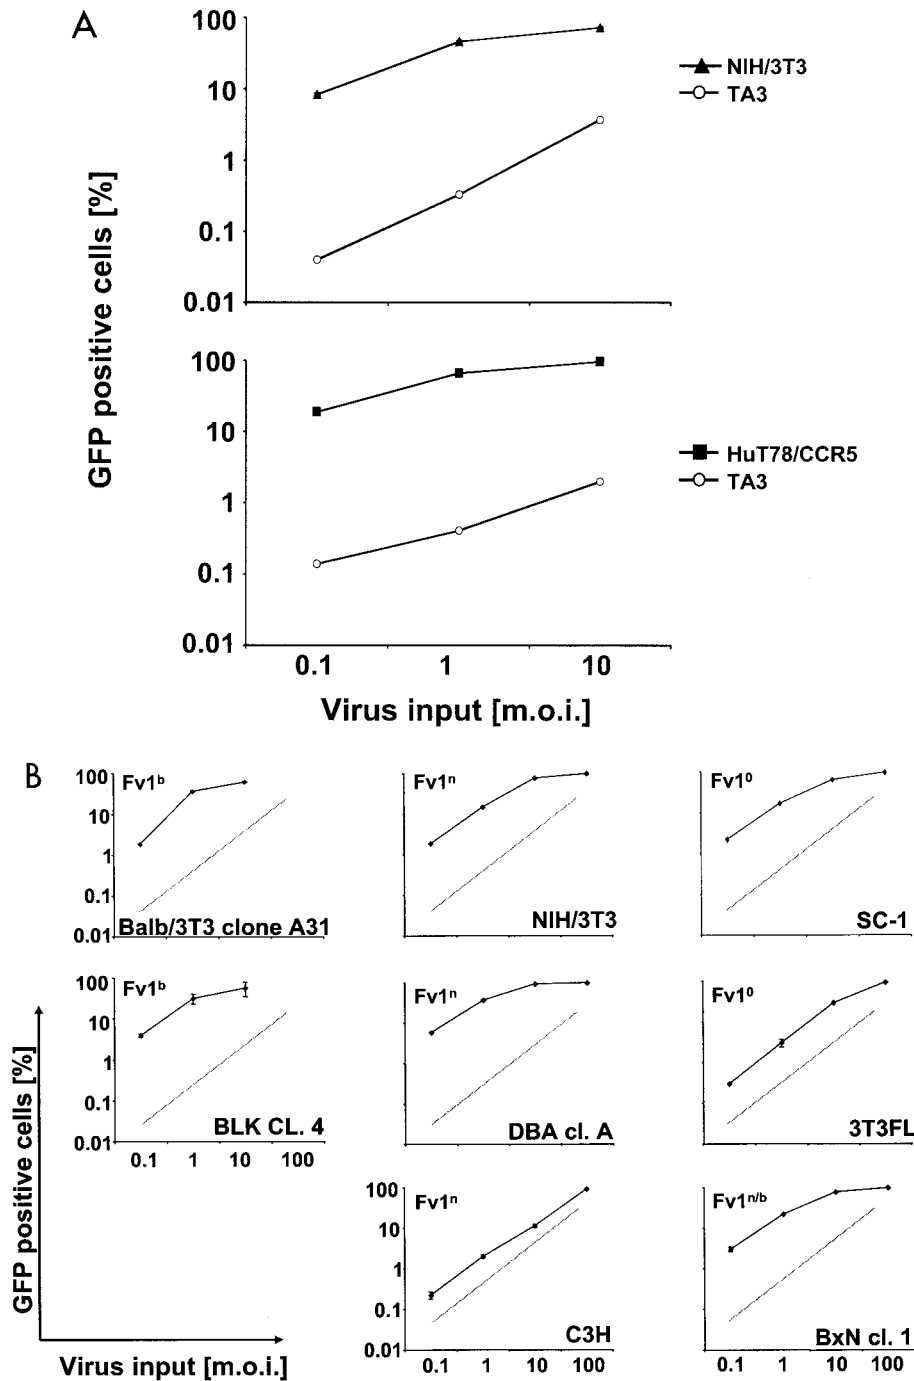 A
GFP positive cells [%]
100
10
1
0.1
0.01
NIH/3T3
TA3
100
10
1
0.1
0.01
HuT78/CCR5
TA3
0.1 1 10
Virus input [m.o.i.]
B
GFP positive cells [%]
100
10
1
0.1
0.01
Fv1ᵇ
Balb/3T3 clone A31
Fv1ⁿ
NIH/3T3
Fv1⁰
SC-1
100
10
1
0.1
0.01
Fv1ᵇ
BLK CL. 4
0.1 1 10 100
Fv1ⁿ
DBA cl. A
Fv1⁰
3T3FL
100
10
1
0.1
0.01
Fv1ⁿ
C3H
0.1 1 10 100
Fv1ⁿ/ᵇ
BxN cl. 1
0.1 1 10 100
Virus input [m.o.i.]